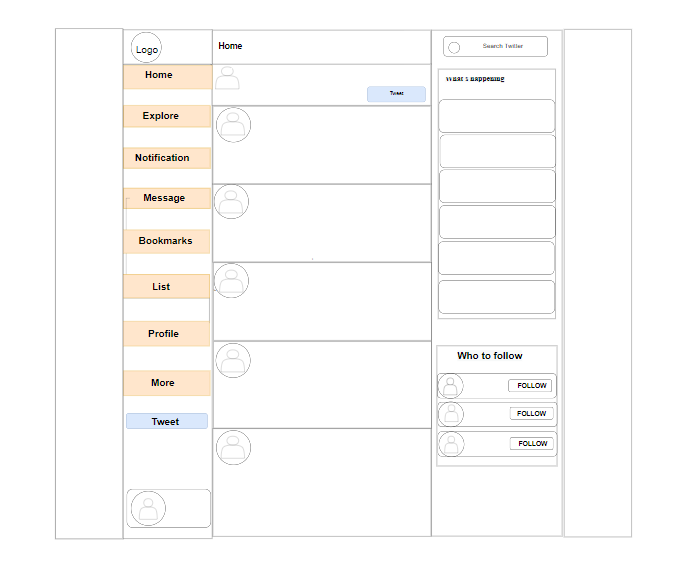 Logo
Home
Search Twitter
Home
Tweet
What's happening
Explore
Notification
Message
Bookmarks
List
Profile
More
Tweet
Who to follow
FOLLOW
FOLLOW
FOLLOW